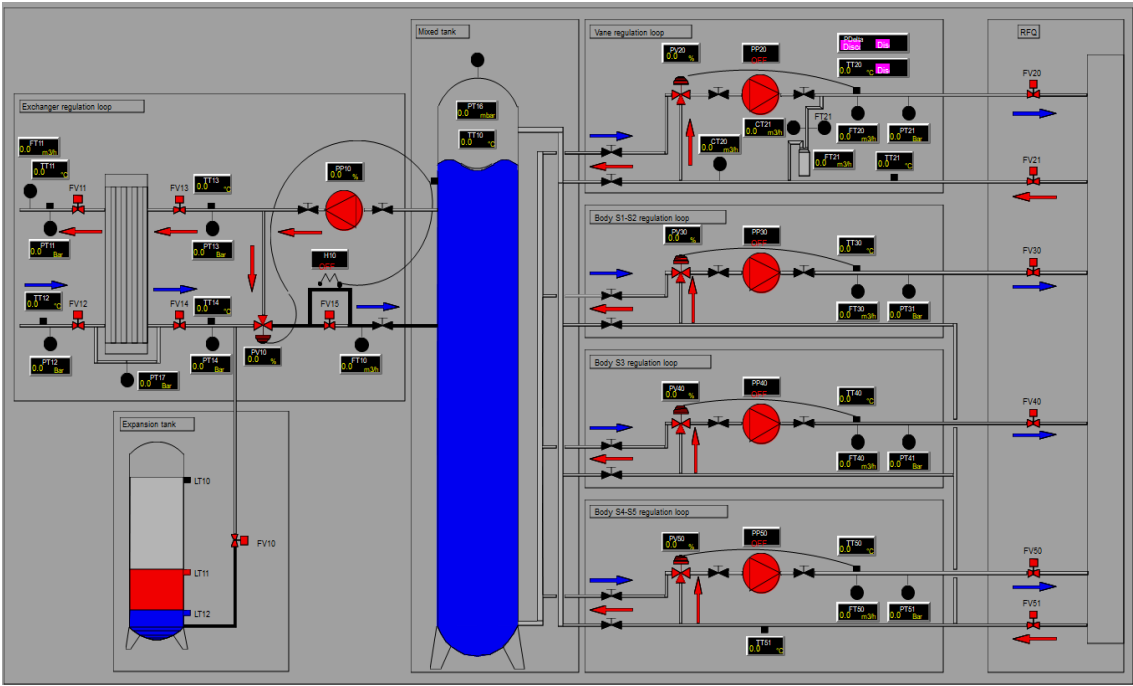 Exchanger regulation loop
FT11
0.0 m3/h
TT11
0.0 °C
FV11
FV13
TT13
0.0 °C
PP10
0.0 %
PT11
0.0 Bar
PT13
0.0 Bar
H10
OFF
TT12
0.0 °C
FV12
FV14
TT14
0.0 °C
FV15
PT12
0.0 Bar
PT17
0.0 Bar
PT14
0.0 Bar
PV10
0.0 %
FT10
0.0 m3/h
Expansion tank
LT10
LT11
LT12
FV10
Mixed tank
PT16
0.0 mbar
TT10
0.0 °C
Vane regulation loop
PV20
0.0 %
PP20
OFF
PDelta
Disc Dis
TT20
°C Dis
CT20
0.0 m3/h
CT21
0.0 m3/h
FT21
FT21
0.0 m3/h
FT20
0.0 m3/h
PT21
0.0 Bar
TT21
0.0 °C
Body S1-S2 regulation loop
PV30
0.0 %
PP30
OFF
TT30
0.0 °C
FT30
0.0 m3/h
PT31
0.0 Bar
Body S3 regulation loop
PV40
0.0 %
PP40
OFF
TT40
0.0 °C
FT40
0.0 m3/h
PT41
0.0 Bar
Body S4-S5 regulation loop
PV50
0.0 %
PP50
OFF
TT50
0.0 °C
FT50
0.0 m3/h
PT51
0.0 Bar
TT51
0.0 °C
RFQ
FV20
FV21
FV30
FV40
FV50
FV51